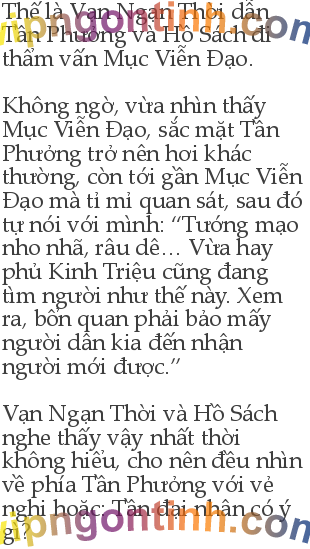 Thế là Vạn Ngạn Thời dẫn
Tần Phưởng và Hồ Sách đi
thẩm vấn Mục Viễn Đạo.
Không ngờ, vừa nhìn thấy
Mục Viễn Đạo, sắc mặt Tần
Phưởng trở nên hơi khác
thường, còn tới gần Mục Viễn
Đạo mà tỉ mỉ quan sát, sau đó
tự nói với mình: “Tướng mạo
nho nhã, râu dê… Vừa hay
phủ Kinh Triệu cũng đang
tìm người như thế này. Xem
ra, bổn quan phải bảo mấy
người dân kia đến nhận
người mới được.”
Vạn Ngạn Thời và Hồ Sách
nghe thấy vậy nhất thời
không hiểu, cho nên đều nhìn
về phía Tần Phưởng với vẻ
nghi hoặc: Tần đại nhân có ý
gì?
vipngontinh.com
vipngontinh.com